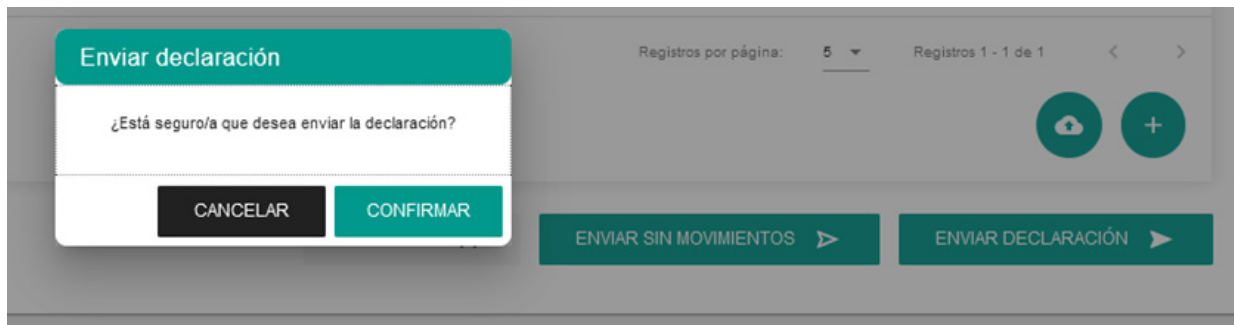 Enviar declaración
¿Está seguro/a que desea enviar la declaración?
CANCELAR
CONFIRMAR
Registros por página: 5 Registros 1 - 1 de 1
ENVIAR SIN MOVIMIENTOS
ENVIAR DECLARACIÓN